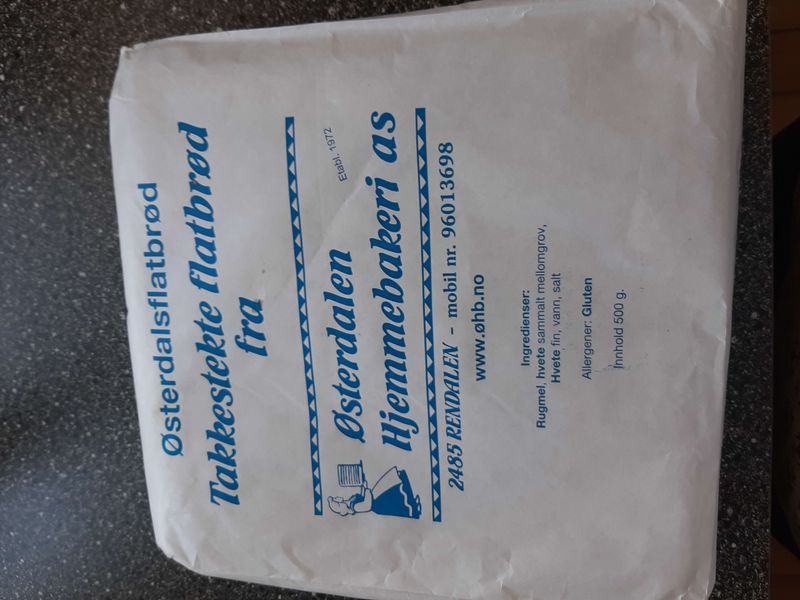 Østerdalsflatbrød
Takkestekte flatbrød
fra
Etabl. 1972
Østerdalen
Hjemmebakeri as
2485 RENDALEN - mobil nr. 96013698
www.øhb.no
Ingredienser:
Rugmel, hvete sammalt mellomgrov,
Hvete fin, vann, salt
Allergener: Gluten
Innhold 500 g.